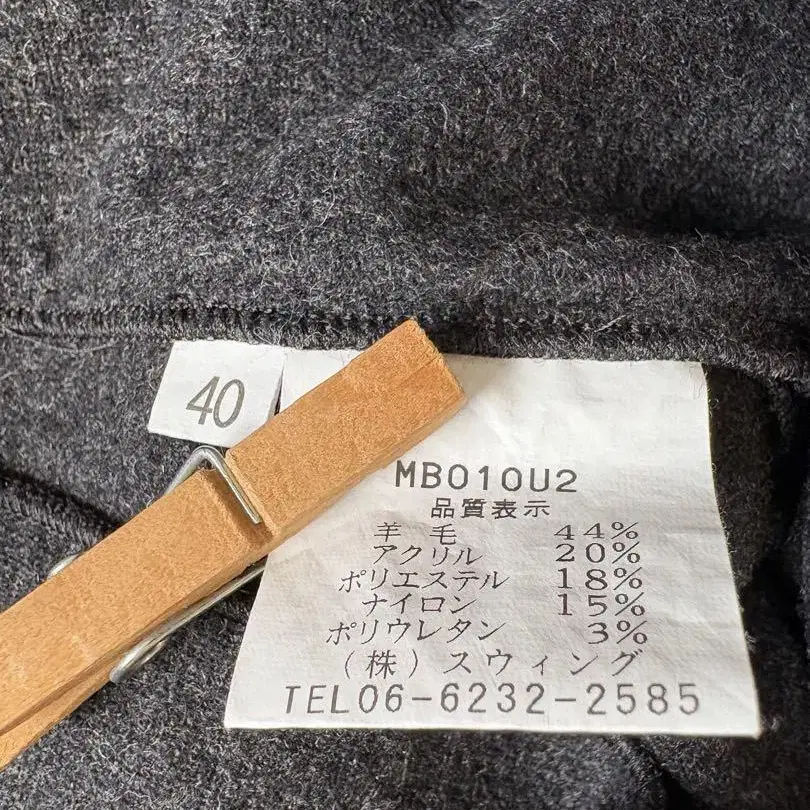 40
MB010U2
品質表示
羊毛 44%
アクリル 20%
ポリエステル 18%
ナイロン 15%
ポリウレタン 3%
(株)スウィング
TEL06-6232-2585